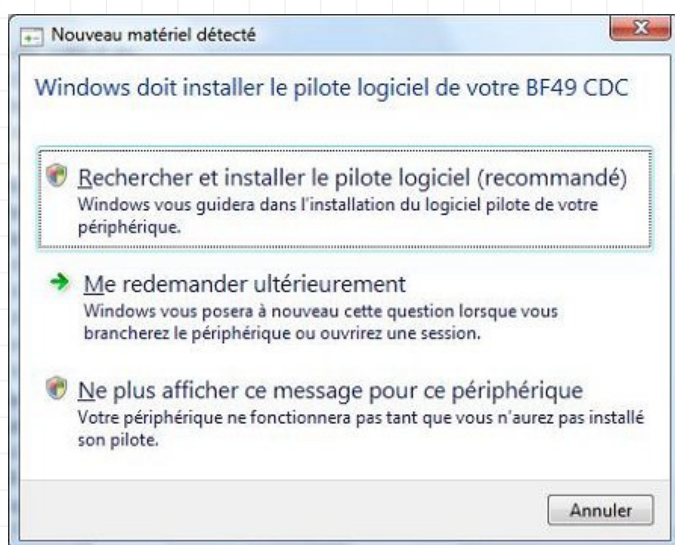 Nouveau matériel détecté
Windows doit installer le pilote logiciel de votre BF49 CDC
Rechercher et installer le pilote logiciel (recommandé)
Windows vous guidera dans l'installation du logiciel pilote de votre
périphérique.
Me redemander ultérieurement
Windows vous posera à nouveau cette question lorsque vous
brancherez le périphérique ou ouvrirez une session.
Ne plus afficher ce message pour ce périphérique
Votre périphérique ne fonctionnera pas tant que vous n'aurez pas installé
son pilote.
Annuler